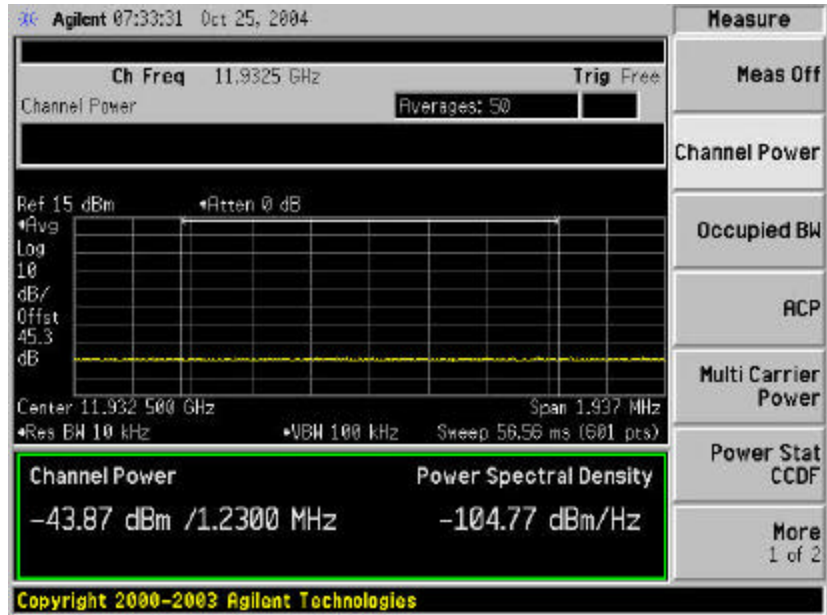 Agilent 07:33:31 Oct 25, 2004
Measure
Ch Freq 11.9325 GHz Trig Free
Channel Power Averages: 50
Meas Off
Channel Power
Occupied BW
ACP
Multi Carrier
Power
Power Stat
CCDF
More
1 of 2
Ref 15 dBm Atten 0 dB
Avg
Log
10
dB/
Offst
45.3
dB
Center 11.932 500 GHz Span 1.937 MHz
Res BW 10 kHz VBW 100 kHz Sweep 56.56 ms (601 pts)
Channel Power Power Spectral Density
-43.87 dBm /1.2300 MHz -104.77 dBm/Hz
Copyright 2000-2003 Agilent Technologies